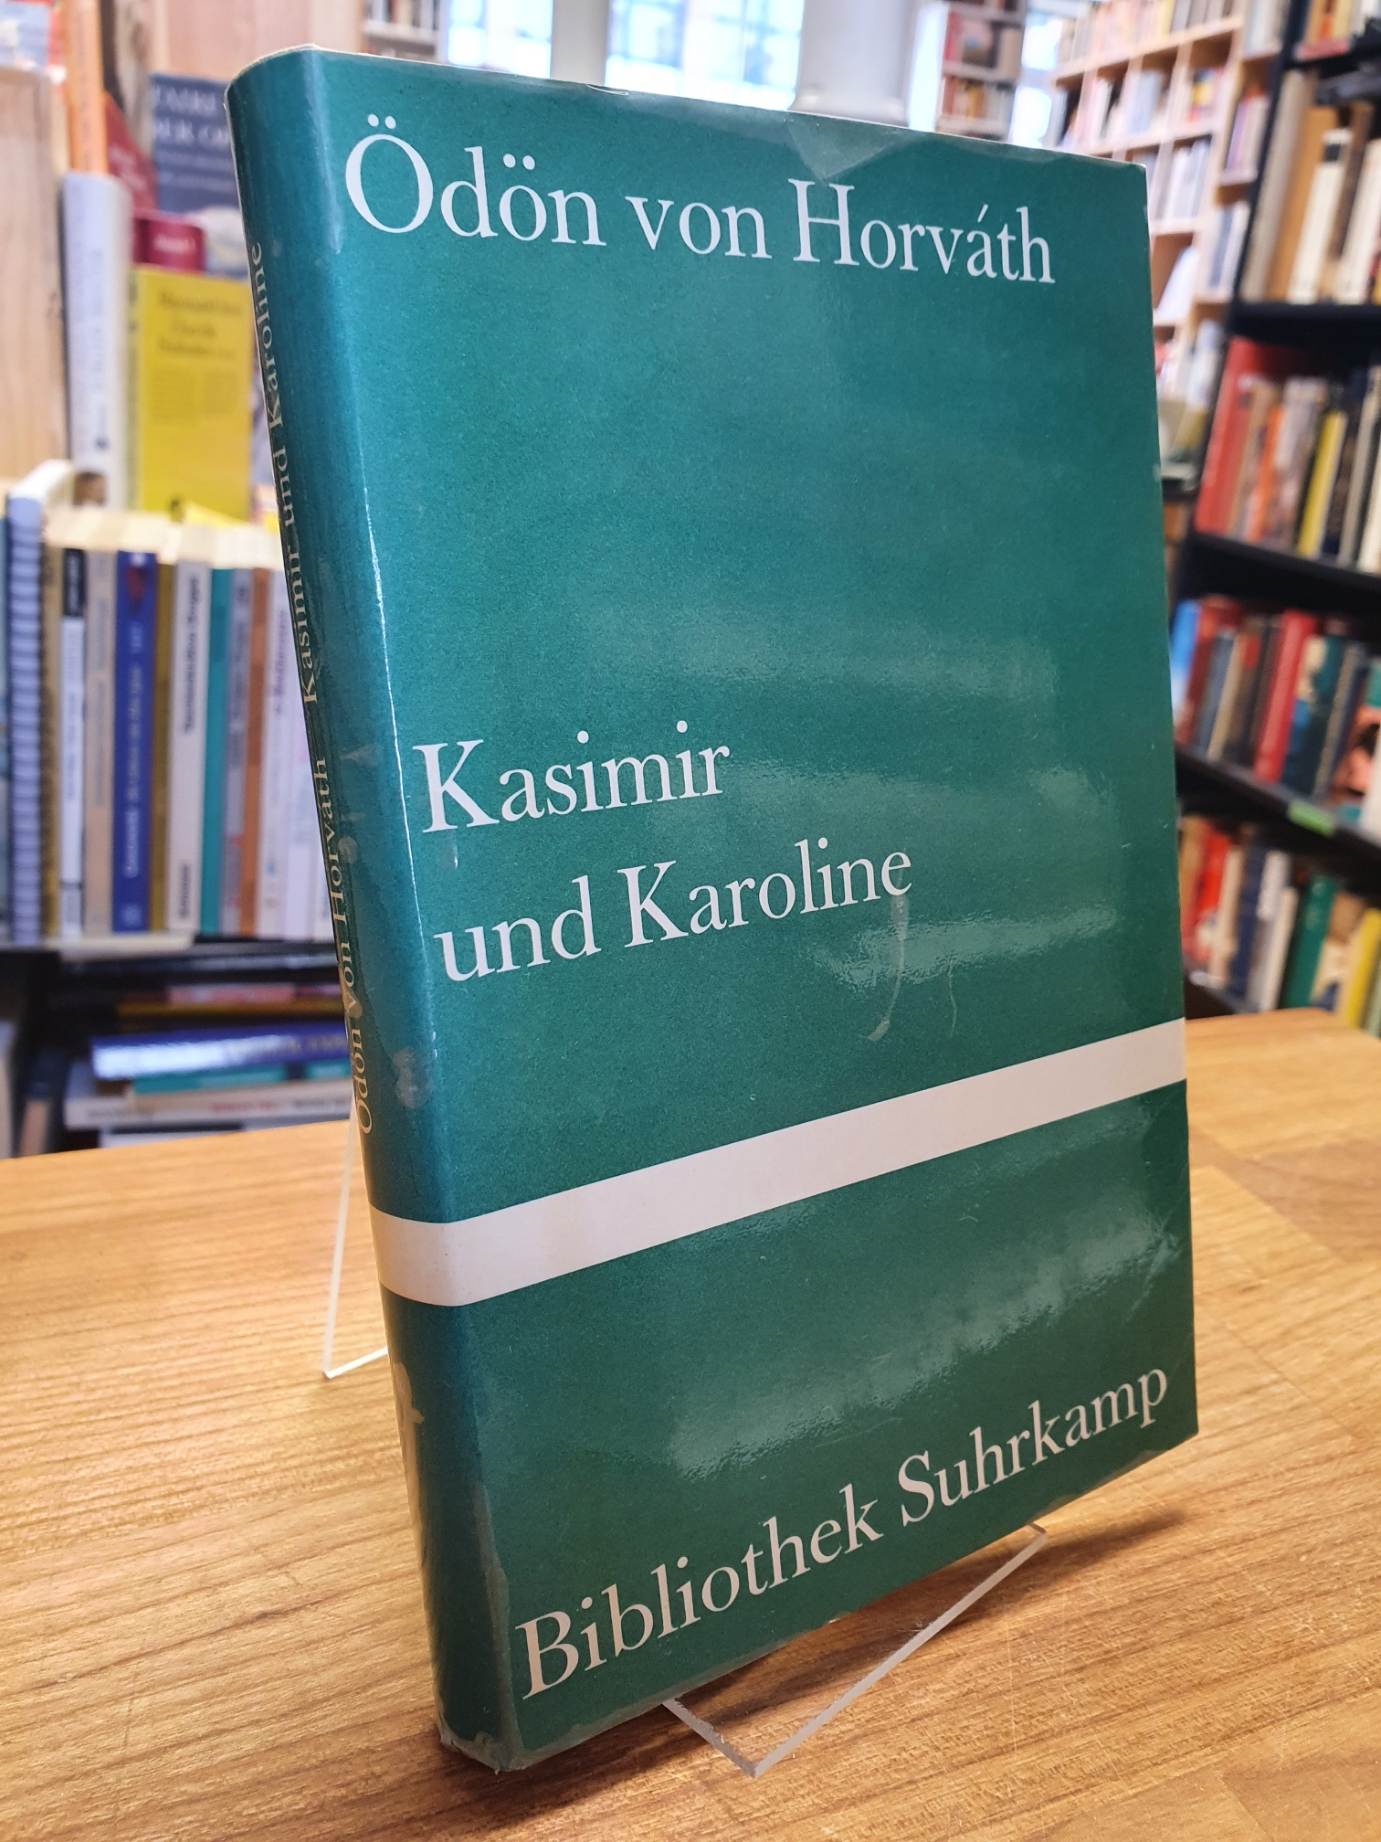 Ödön von Horváth
Kasimir
und Karoline
Bibliothek Suhrkamp
Ödön von Horváth Kasimir und Karoline